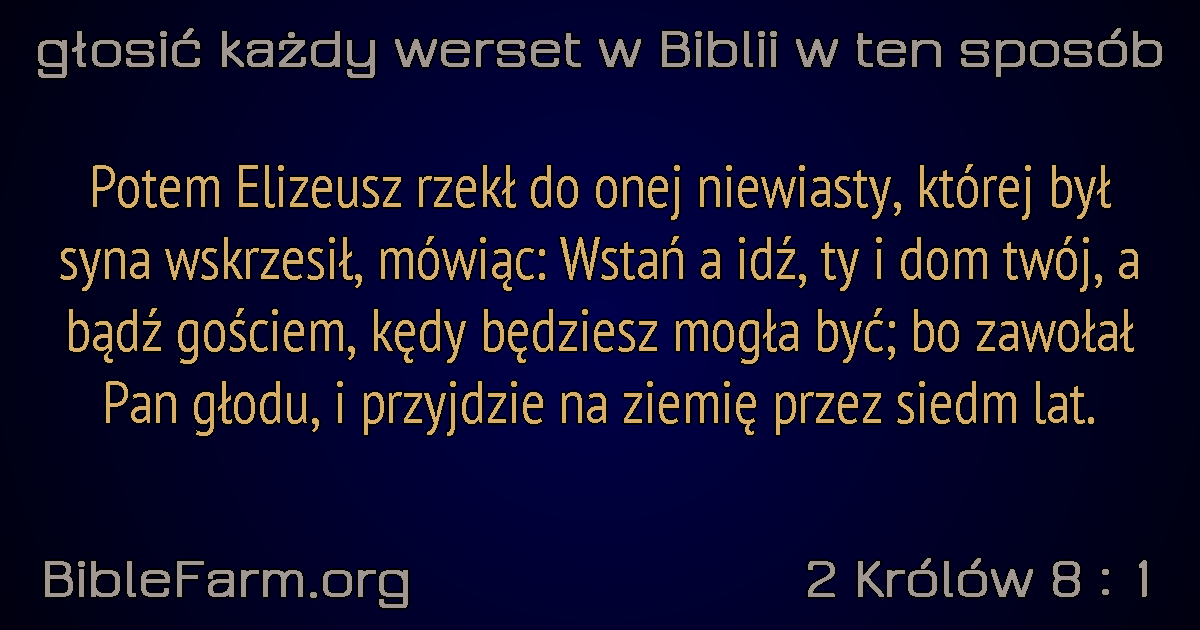 głosić każdy werset w Biblii w ten sposób
Potem Elizeusz rzekł do onej niewiasty, której był
syna wskrzesił, mówiąc: Wstań a idź, ty i dom twój, a
bądź gościem, kędy będziesz mogła być; bo zawołał
Pan głodu, i przyjdzie na ziemię przez siedm lat.
BibleFarm.org
2 Królów 8 : 1